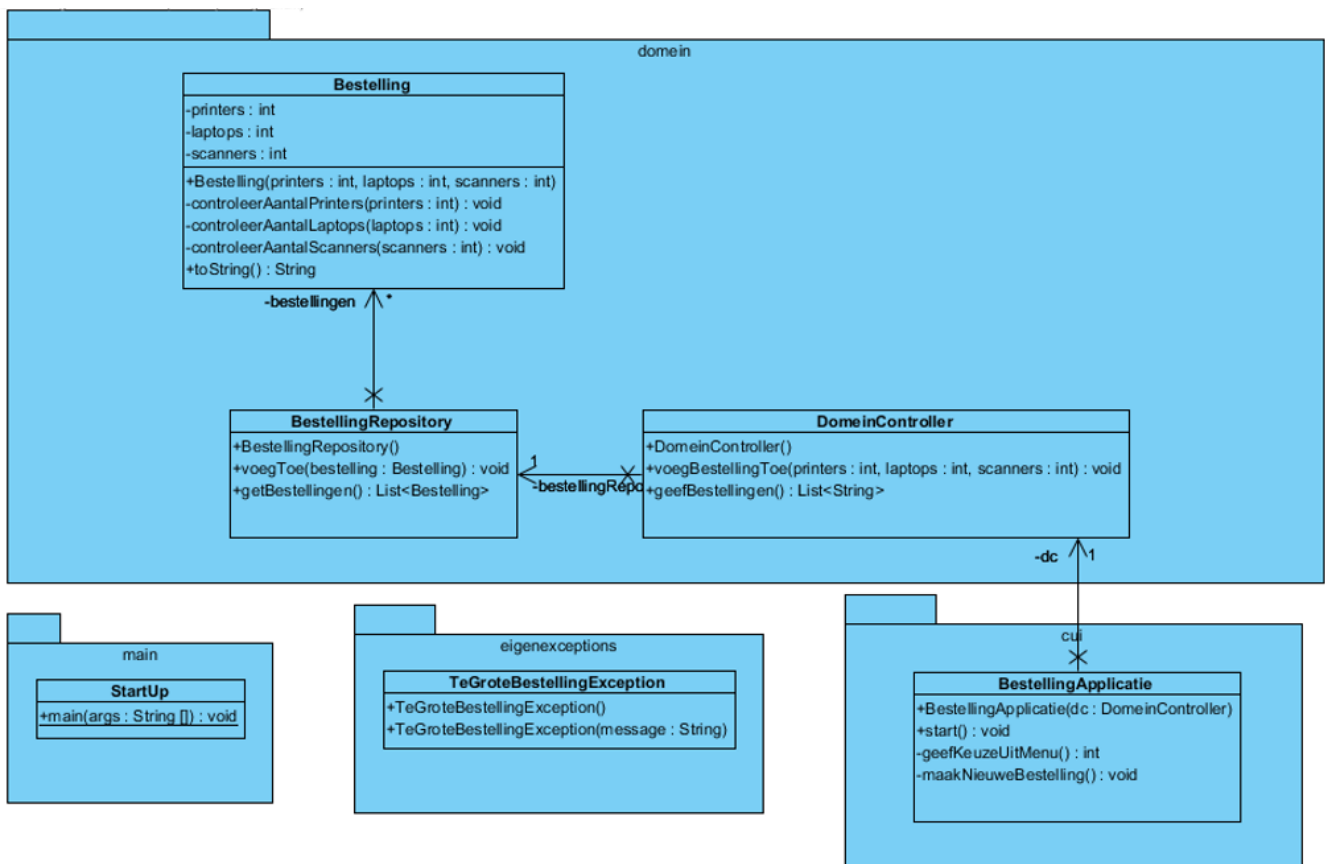 domein
Bestelling
-printers : int
-laptops : int
-scanners : int
+Bestelling(printers : int, laptops : int, scanners : int)
-controleerAantalPrinters(printers : int) : void
-controleerAantalLaptops(laptops : int) : void
-controleerAantalScanners(scanners : int) : void
+toString() : String
-bestellingen *
BestellingRepository
+BestellingRepository()
+voegToe(bestelling : Bestelling) : void
+getBestellingen() : List<Bestelling>
1
-bestellingRepo
DomeinController
+DomeinController()
+voegBestellingToe(printers : int, laptops : int, scanners : int) : void
+geefBestellingen() : List<String>
-dc 1
main
StartUp
+main(args : String []) : void
eigenexceptions
TeGroteBestellingException
+TeGroteBestellingException()
+TeGroteBestellingException(message : String)
cui
BestellingApplicatie
+BestellingApplicatie(dc : DomeinController)
+start() : void
-geefKeuzeUitMenu() : int
-maakNieuweBestelling() : void